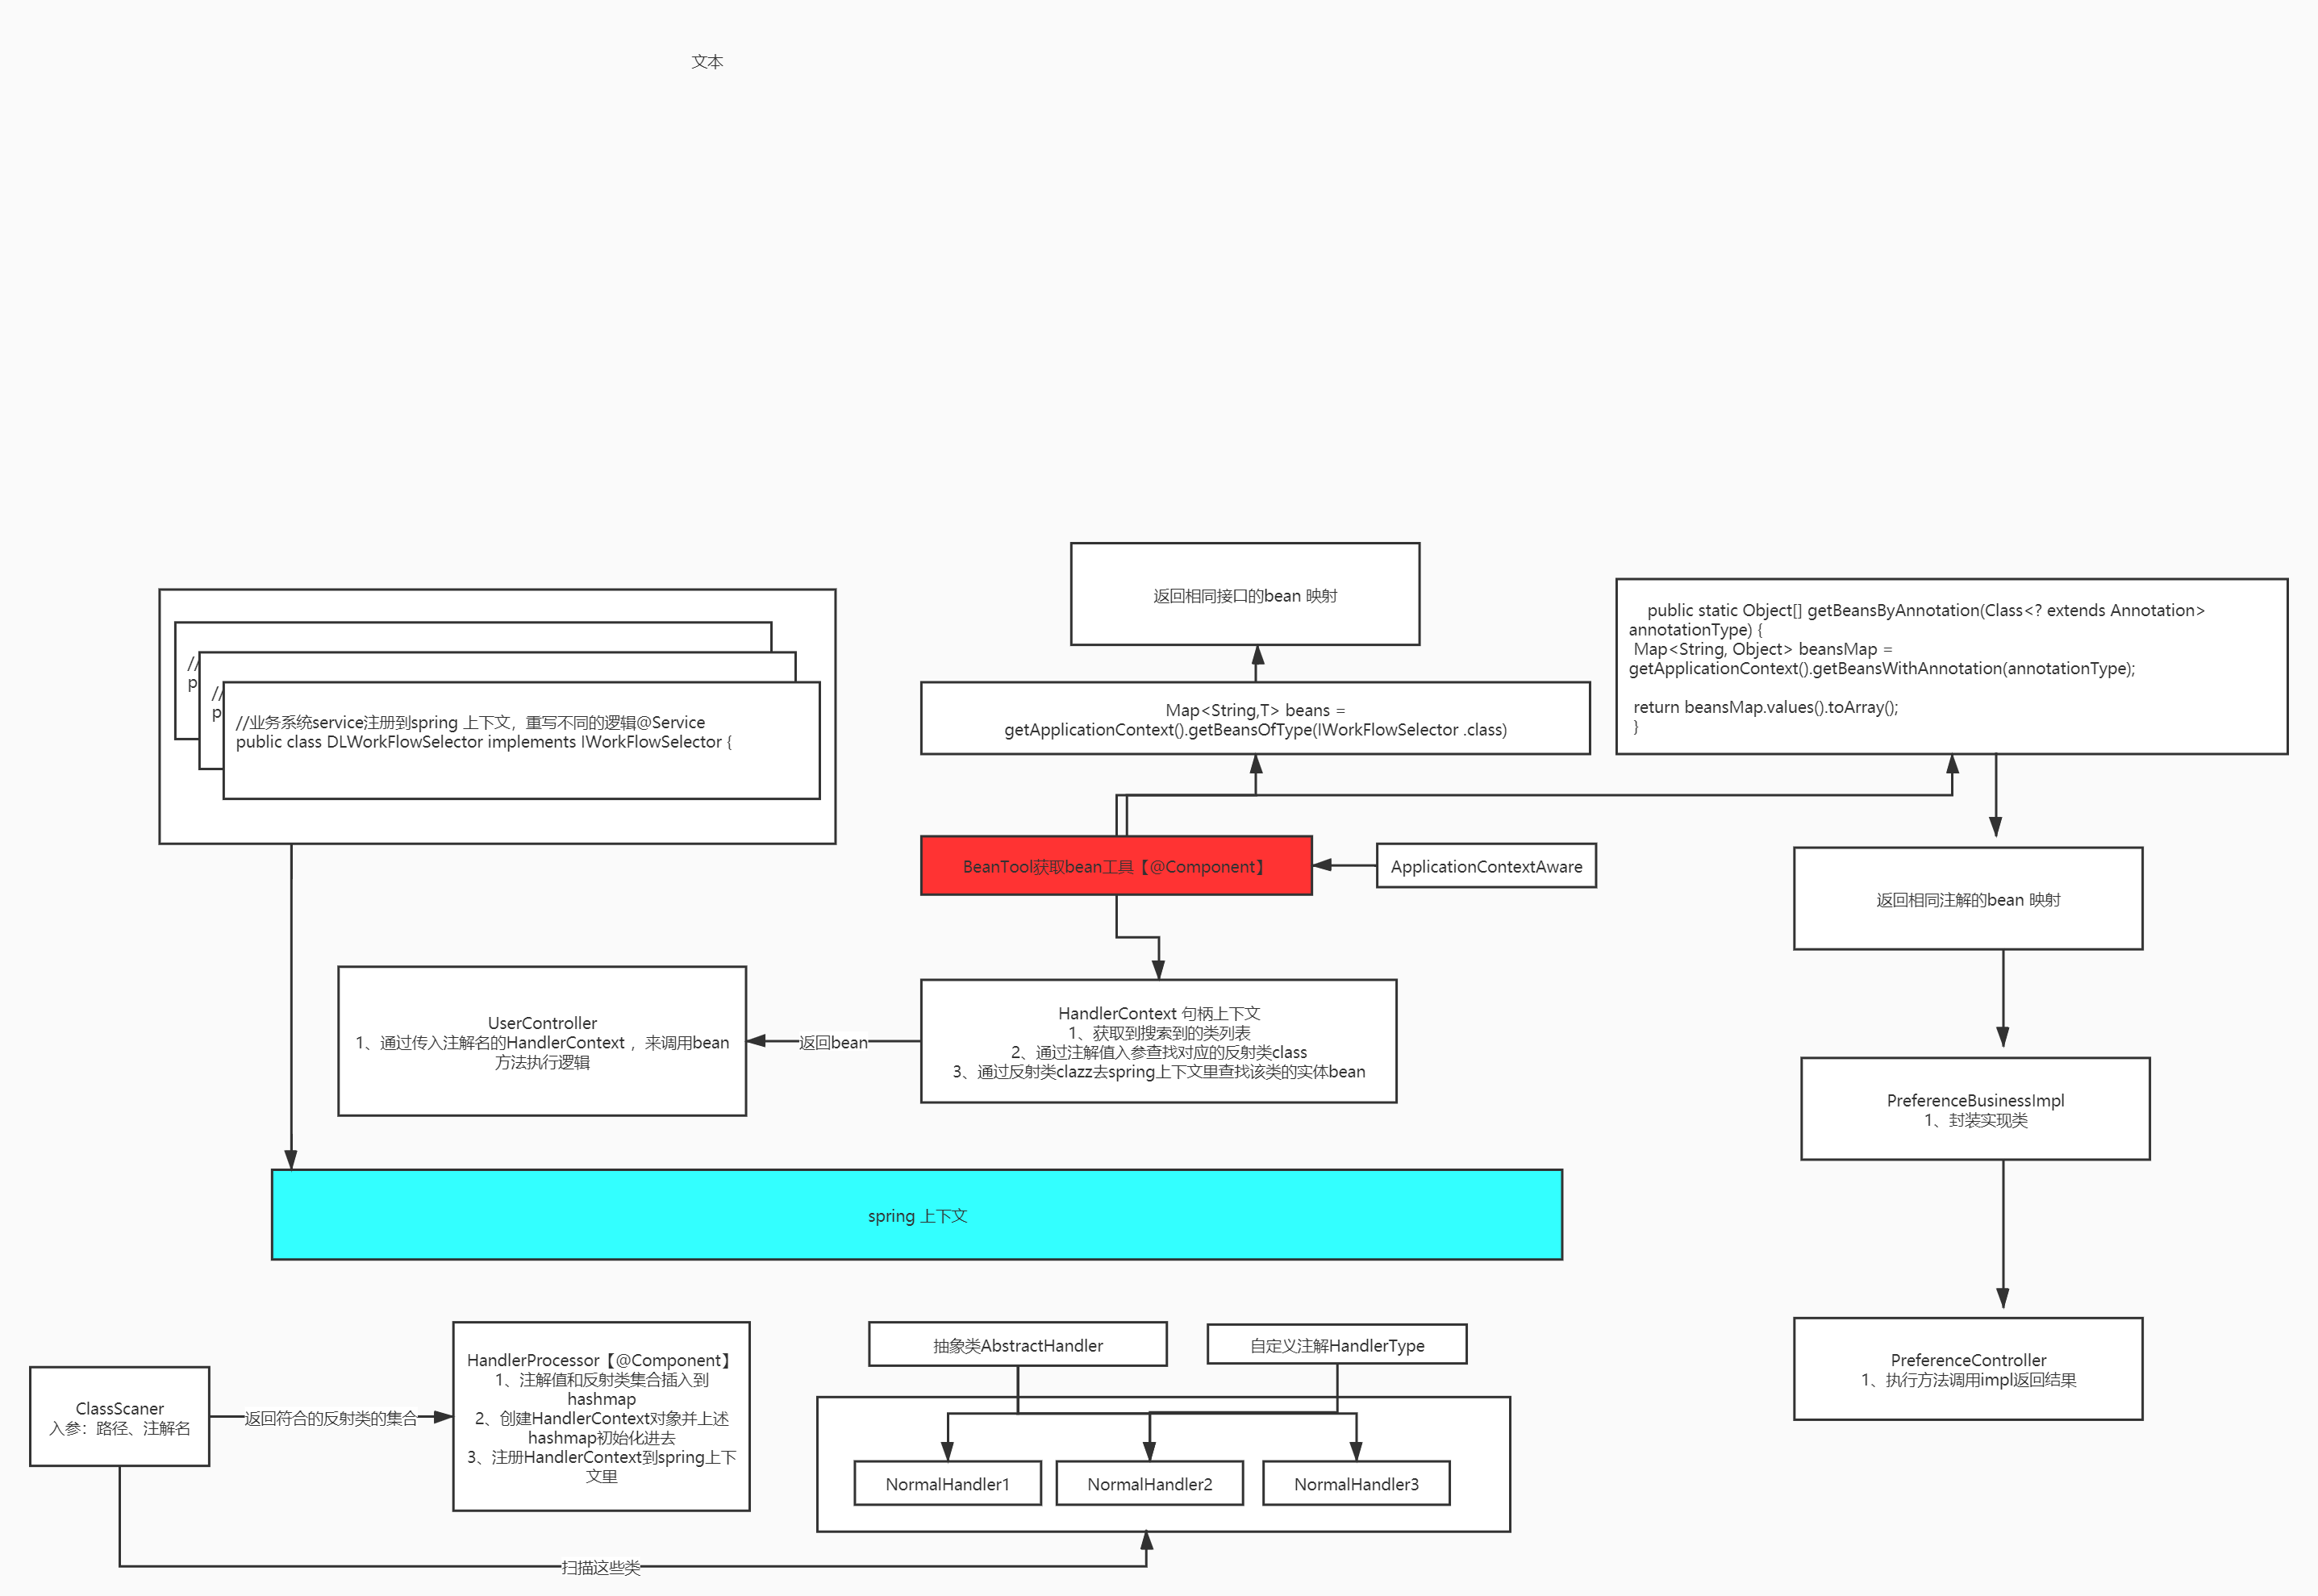 文本
返回相同接口的bean 映射
//
p
//
p
//业务系统service注册到spring 上下文，重写不同的逻辑@Service
public class DLWorkFlowSelector implements IWorkFlowSelector {
Map<String,T> beans =
getApplicationContext().getBeansOfType(IWorkFlowSelector .class)
public static Object[] getBeansByAnnotation(Class<? extends Annotation>
annotationType) {
Map<String, Object> beansMap =
getApplicationContext().getBeansWithAnnotation(annotationType);
return beansMap.values().toArray();
}
BeanTool获取bean工具【@Component】
ApplicationContextAware
返回相同注解的bean 映射
UserController
1、通过传入注解名的HandlerContext ，来调用bean
方法执行逻辑
返回bean
HandlerContext 句柄上下文
1、获取到搜索到的类列表
2、通过注解值入参查找对应的反射类class
3、通过反射类clazz去spring上下文里查找该类的实体bean
PreferenceBusinessImpl
1、封装实现类
spring 上下文
PreferenceController
1、执行方法调用impl返回结果
ClassScaner
入参：路径、注解名
返回符合的反射类的集合
HandlerProcessor【@Component】
1、注解值和反射类集合插入到
hashmap
2、创建HandlerContext对象并上述
hashmap初始化进去
3、注册HandlerContext到spring上下
文里
抽象类AbstractHandler
自定义注解HandlerType
NormalHandler1
NormalHandler2
NormalHandler3
扫描这些类